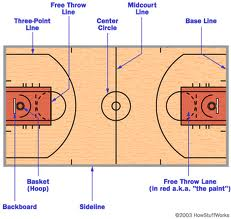 Free Throw
Line
Midcourt
Line
Three-Point
Line
Center
Circle
Base Line
Basket
(Hoop)
Free Throw Lane
(in red a.k.a. "the paint")
Backboard
Sideline
©2003 HowStuffWorks